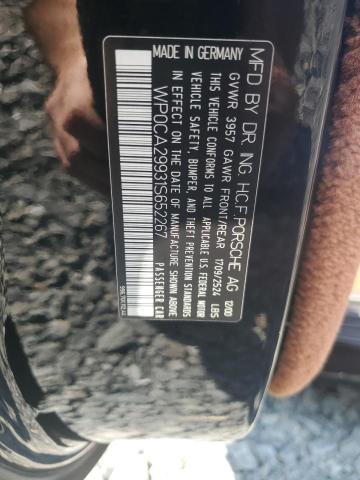 MFD BY DR. ING. H.C.F. PORSCHE AG 12/00
GVWR 3957 GAWR FRONT/REAR 1709/2524 LBS
THIS VEHICLE CONFORMS TO ALL APPLICABLE U.S. FEDERAL MOTOR
VEHICLE SAFETY, BUMPER, AND THEFT PREVENTION STANDARDS
IN EFFECT ON THE DATE OF MANUFACTURE SHOWN ABOVE.
WP0CA29931S652267 PASSENGER CAR
MADE IN GERMANY